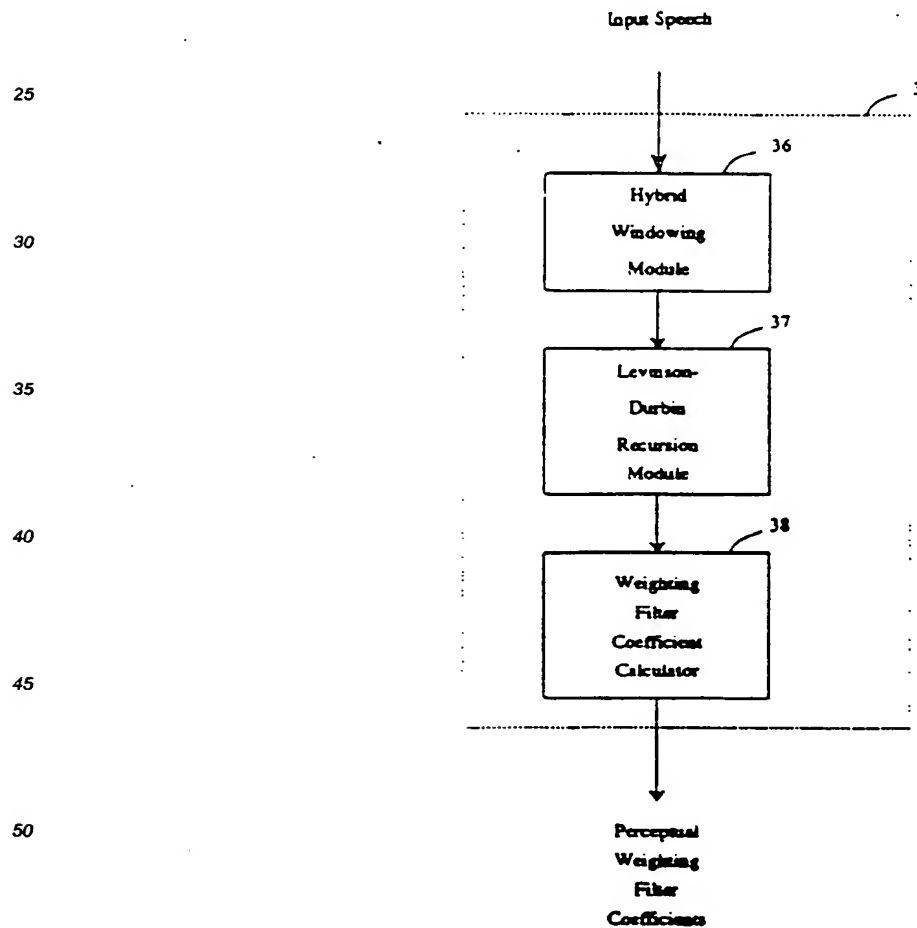 Input Speech
25
3
36
Hybrid
30
Windowing
Module
37
35
Levinson-
Durbin
Recursion
Module
40
38
Weighting
Filter
Coefficient
45
Calculator
50
Perceptual
Weighting
Filter
Coefficients